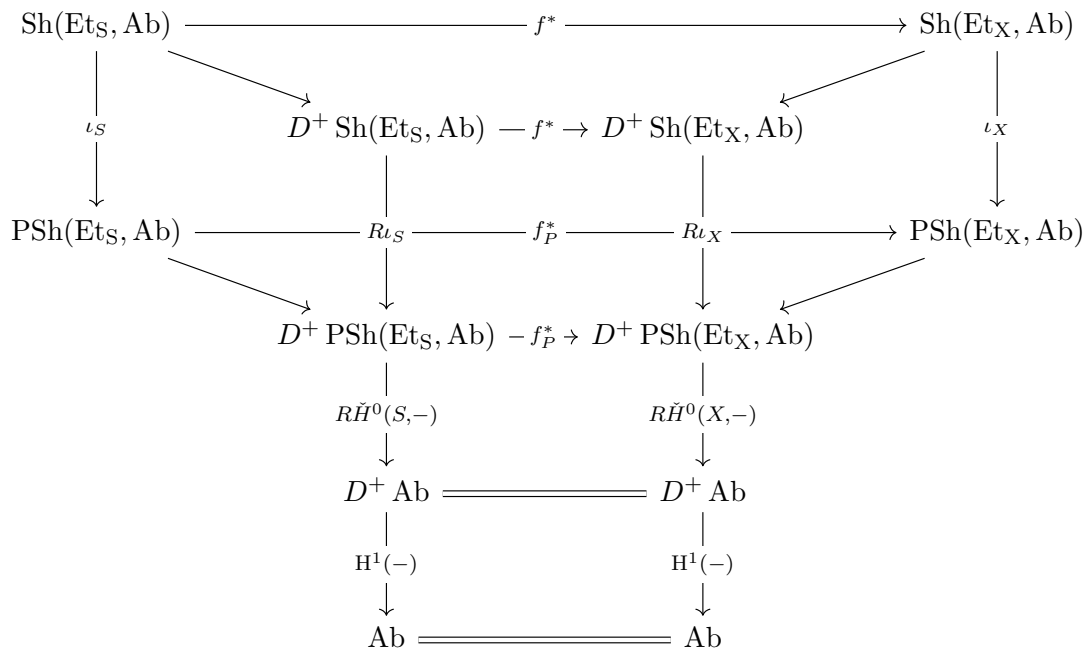 Sh(Et_S, Ab) f^* Sh(Et_X, Ab)
ι_S D^+ Sh(Et_S, Ab) f^* D^+ Sh(Et_X, Ab) ι_X
PSh(Et_S, Ab) Rι_S f_P^* Rι_X PSh(Et_X, Ab)
D^+ PSh(Et_S, Ab) f_P^* D^+ PSh(Et_X, Ab)
RȞ^0(S,−) RȞ^0(X,−)
D^+ Ab D^+ Ab
H^1(−) H^1(−)
Ab Ab